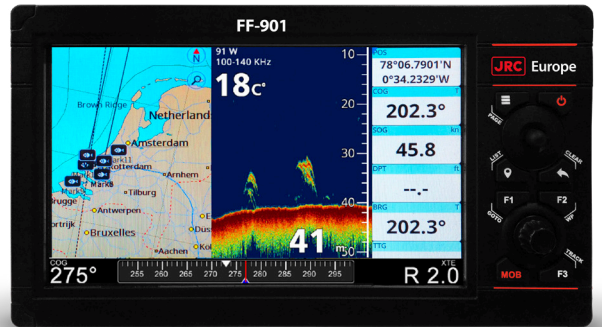 FF-901
91 W
100-140 KHz
18c°
N
Brown Ridge
Netherland
Amsterdam
Rotterdam
Arnhem
Tilburg
Antwerpen
Bruxelles
Aachen
10
20
30
40
50
41 m
POS
78°06.7901'N
0°34.2329'W
COG T
202.3°
SOG kn
45.8
DPT ft
--.-
BRG T
202.3°
TTG
COG
275°
255 260 265 270 275 280 285 290 295
XTE
R 2.0
JRC Europe
PAGE
LIST
CLEAR
F1
F2
GOTO
WP
TRACK
MOB
F3